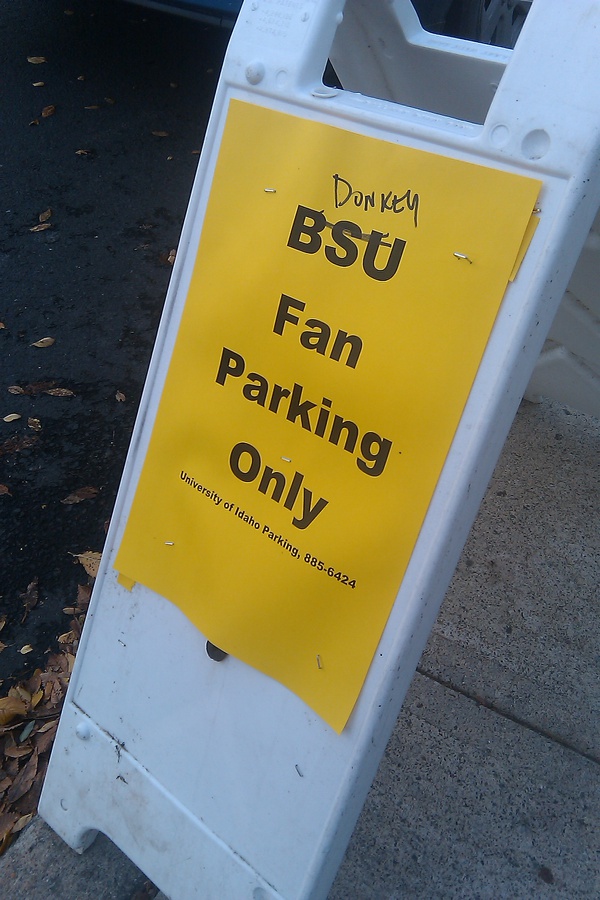 DONKEY
BSU
Fan
Parking
Only
University of Idaho Parking, 885-6424